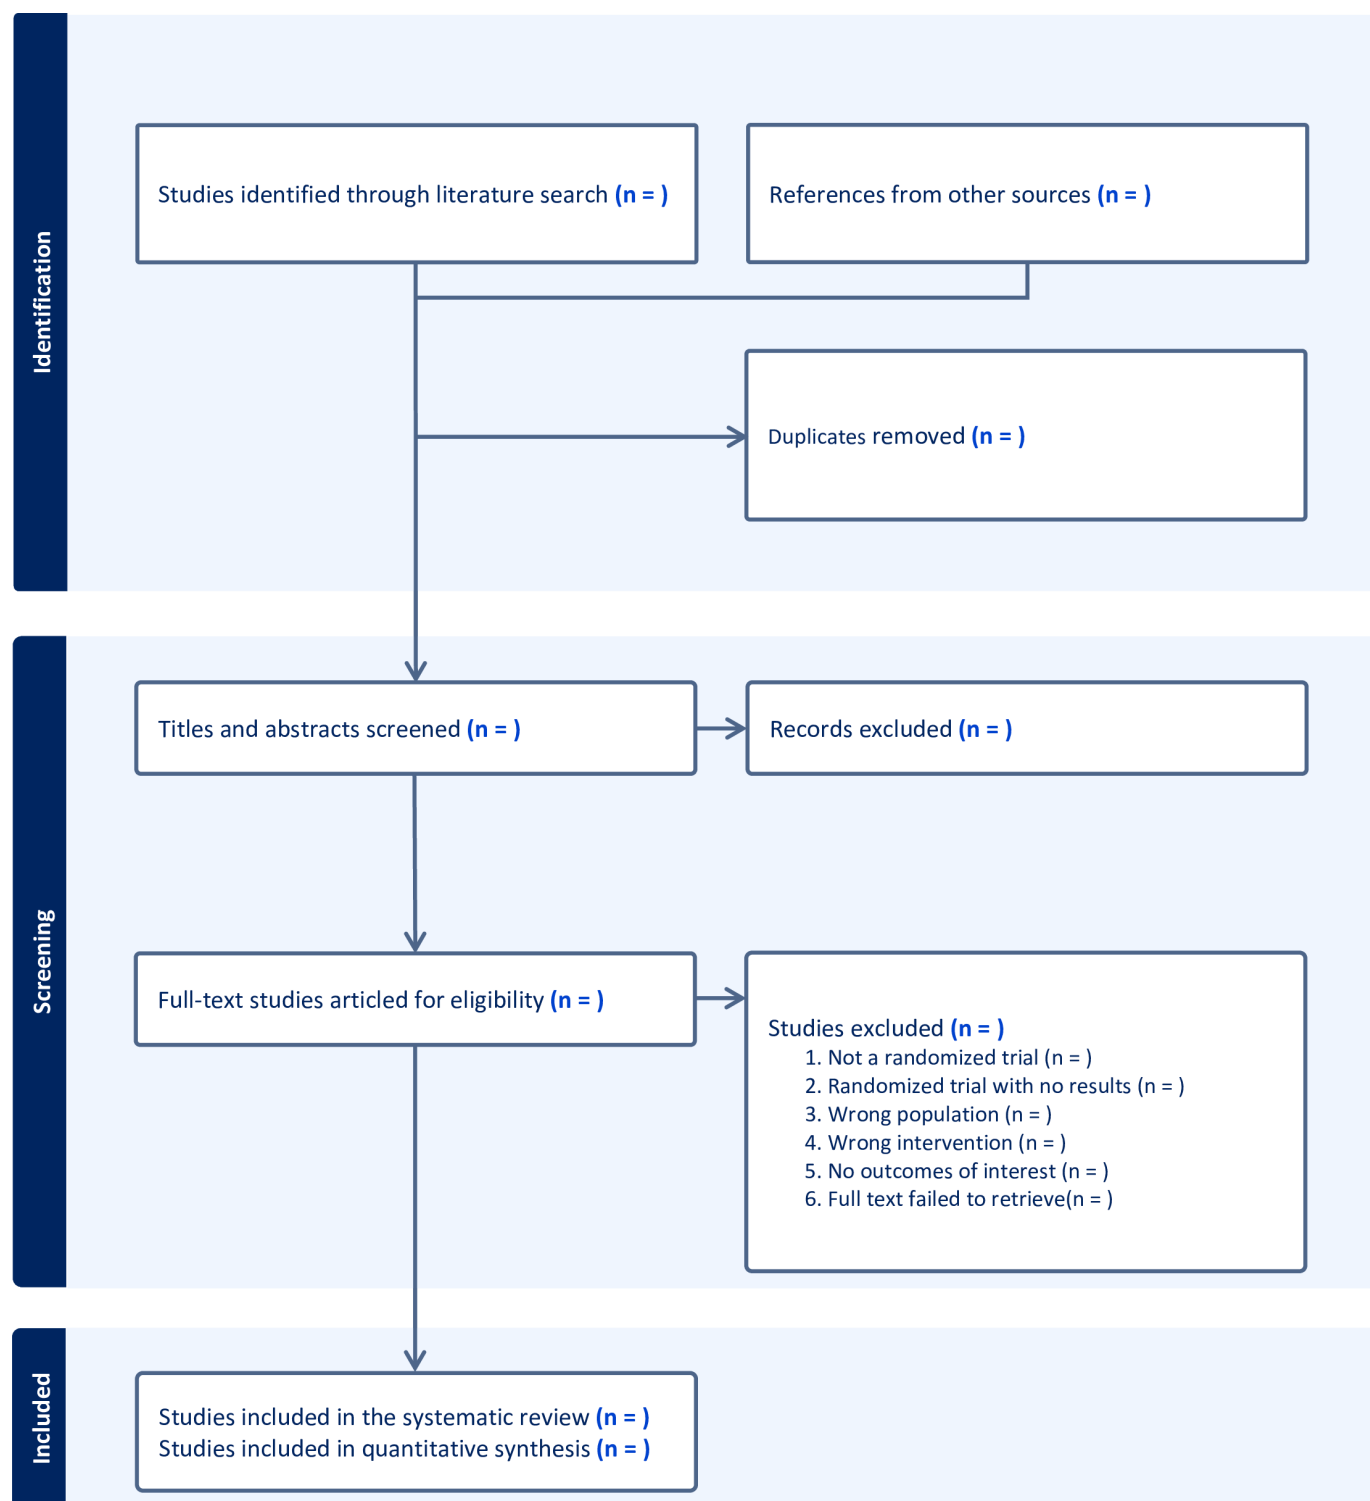 Identification
Studies identified through literature search (n = )
References from other sources (n = )
Duplicates removed (n = )
Screening
Titles and abstracts screened (n = )
Records excluded (n = )
Full-text studies articled for eligibility (n = )
Studies excluded (n = )
1. Not a randomized trial (n = )
2. Randomized trial with no results (n = )
3. Wrong population (n = )
4. Wrong intervention (n = )
5. No outcomes of interest (n = )
6. Full text failed to retrieve(n = )
Included
Studies included in the systematic review (n = )
Studies included in quantitative synthesis (n = )